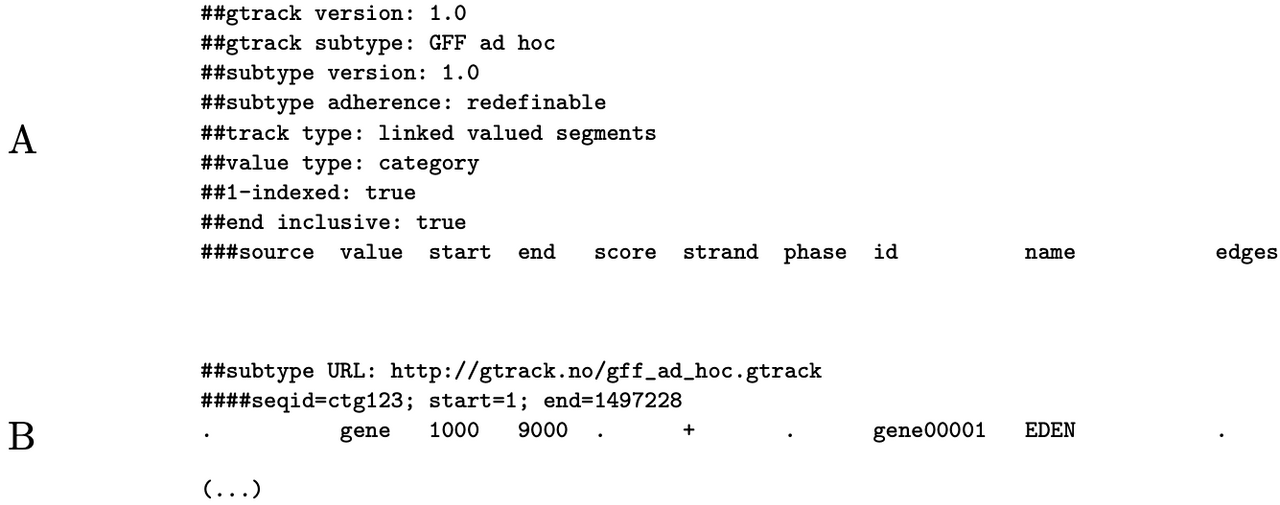 ##gtrack version: 1.0
##gtrack subtype: GFF ad hoc
##subtype version: 1.0
##subtype adherence: redefinable
A
##track type: linked valued segments
##value type: category
##1-indexed: true
##end inclusive: true
###source value start end score strand phase id name edges
##subtype URL: http://gtrack.no/gff_ad_hoc.gtrack
####seqid=ctg123; start=1; end=1497228
B
. gene 1000 9000 . + . gene00001 EDEN .
(...)